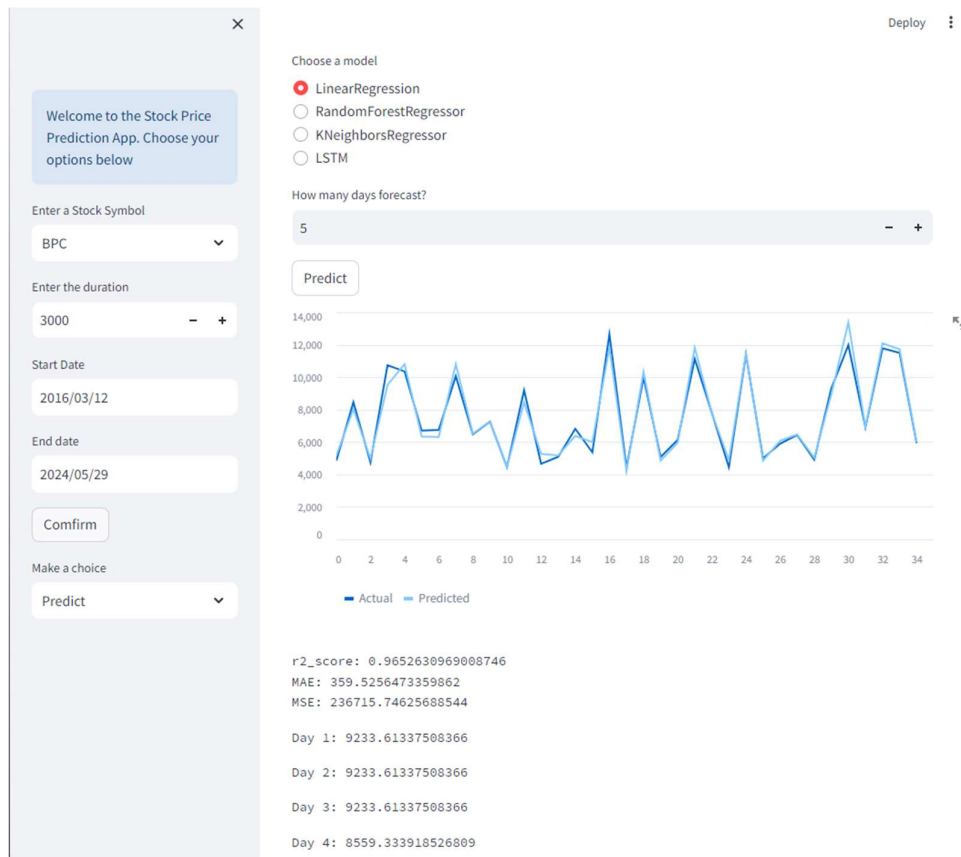 Welcome to the Stock Price
Prediction App. Choose your
options below
Enter a Stock Symbol
BPC
Enter the duration
3000
Start Date
2016/03/12
End date
2024/05/29
Comfirm
Make a choice
Predict
Deploy
Choose a model
LinearRegression
RandomForestRegressor
KNeighborsRegressor
LSTM
How many days forecast?
5
Predict
14,000
12,000
10,000
8,000
6,000
4,000
2,000
0
0 2 4 6 8 10 12 14 16 18 20 22 24 26 28 30 32 34
Actual Predicted
r2_score: 0.9652630969008746
MAE: 359.5256473359862
MSE: 236715.74625688544
Day 1: 9233.61337508366
Day 2: 9233.61337508366
Day 3: 9233.61337508366
Day 4: 8559.333918526809